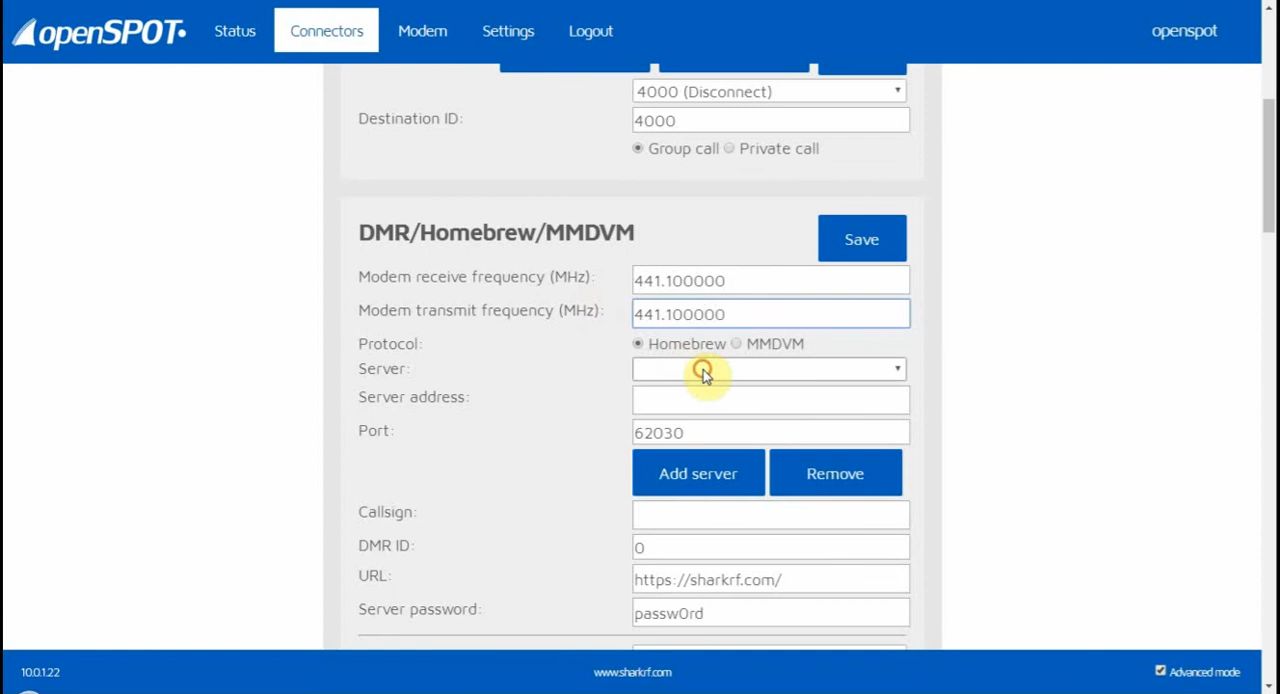 openSPOT
Status
Connectors
Modem
Settings
Logout
openspot
4000 (Disconnect)
Destination ID:
4000
Group call
Private call
DMR/Homebrew/MMDVM
Save
Modem receive frequency (MHz):
441.100000
Modem transmit frequency (MHz):
441.100000
Protocol:
Homebrew
MMDVM
Server:
Server address:
Port:
62030
Add server
Remove
Callsign:
DMR ID:
0
URL:
https://sharkrf.com/
Server password:
passw0rd
10.0.1.22
www.sharkrf.com
Advanced mode